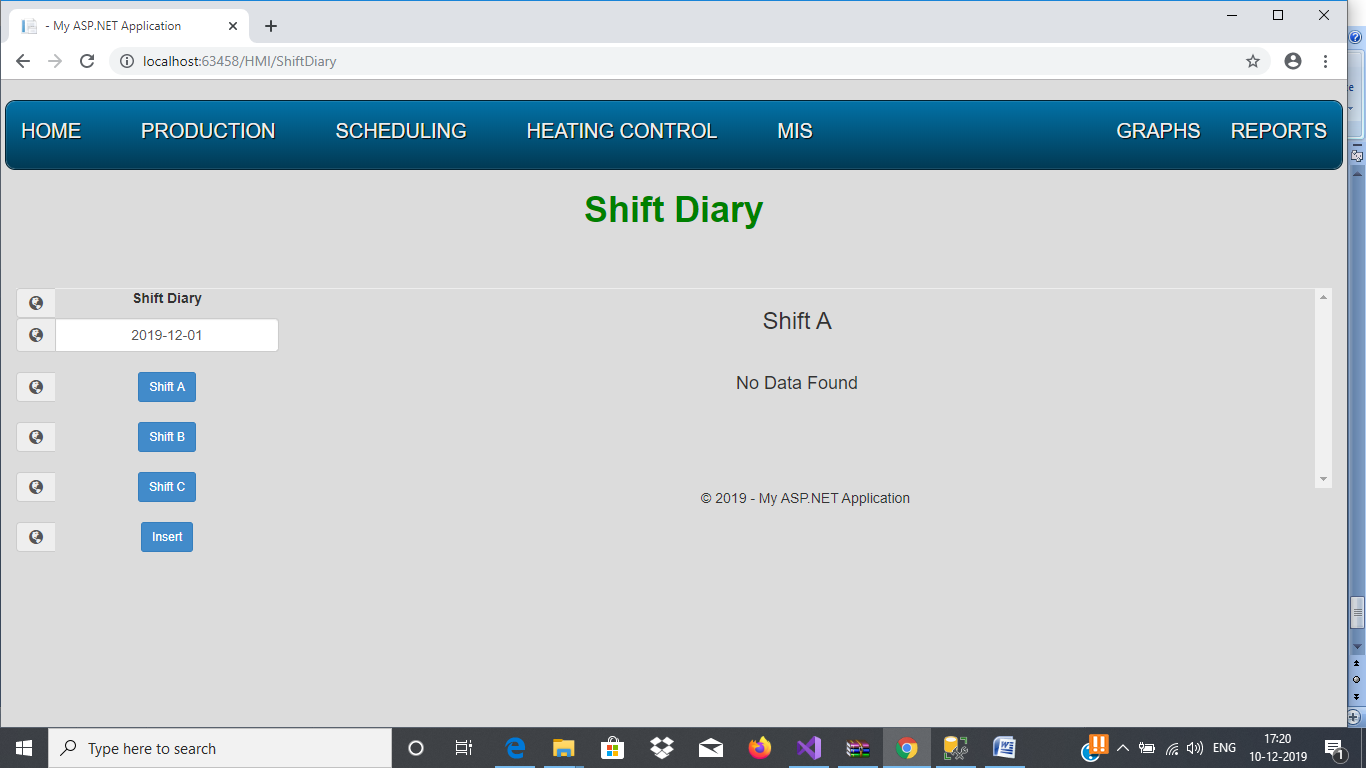 - My ASP.NET Application
localhost:63458/HMI/ShiftDiary
HOME PRODUCTION SCHEDULING HEATING CONTROL MIS GRAPHS REPORTS
Shift Diary
Shift Diary
2019-12-01
Shift A
Shift B
Shift C
Insert
Shift A
No Data Found
© 2019 - My ASP.NET Application
Type here to search
ENG
17:20
10-12-2019
1